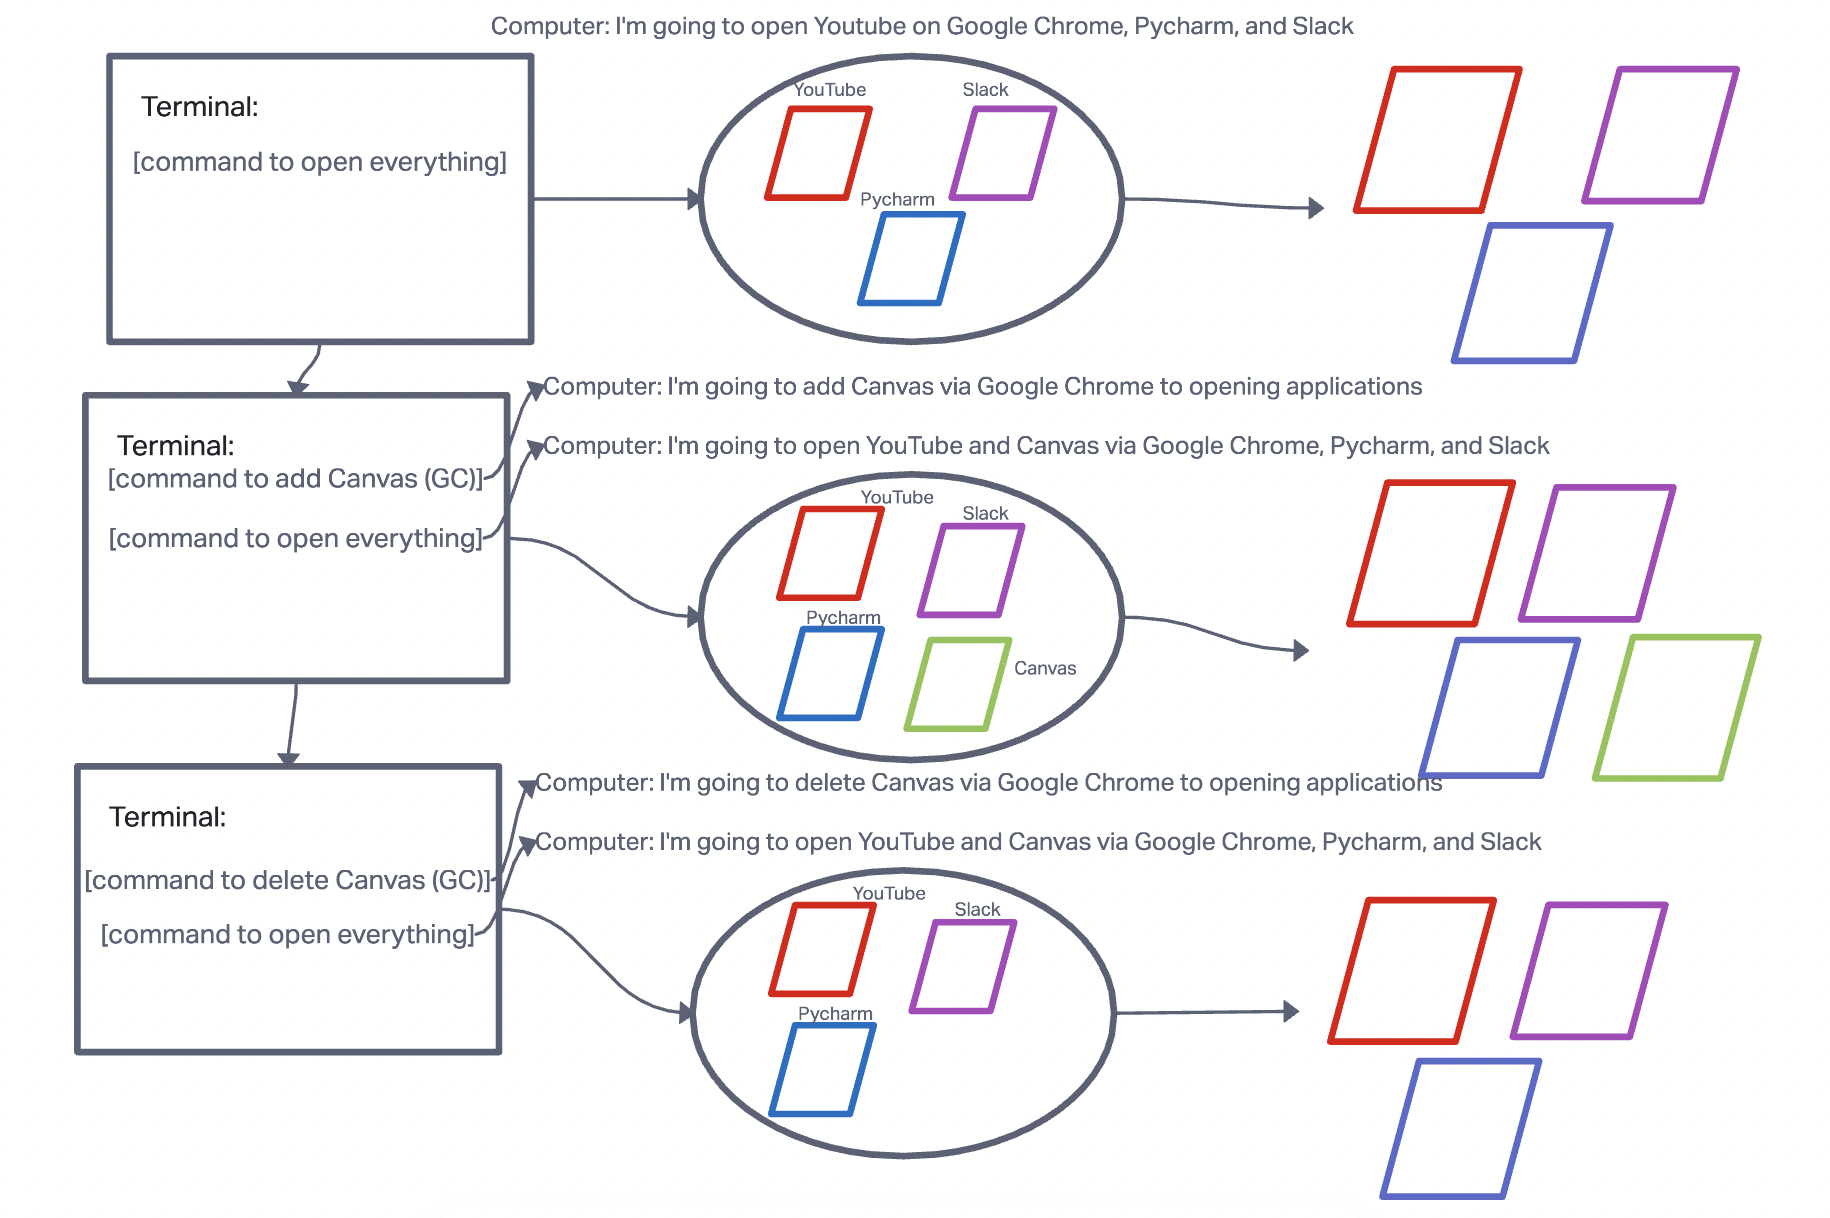 Computer: I'm going to open Youtube on Google Chrome, Pycharm, and Slack
Terminal:
[command to open everything]
YouTube
Slack
Pycharm
Computer: I'm going to add Canvas via Google Chrome to opening applications
Computer: I'm going to open YouTube and Canvas via Google Chrome, Pycharm, and Slack
Terminal:
[command to add Canvas (GC)]
[command to open everything]
YouTube
Slack
Pycharm
Canvas
Computer: I'm going to delete Canvas via Google Chrome to opening applications
Computer: I'm going to open YouTube and Canvas via Google Chrome, Pycharm, and Slack
Terminal:
[command to delete Canvas (GC)]
[command to open everything]
YouTube
Slack
Pycharm